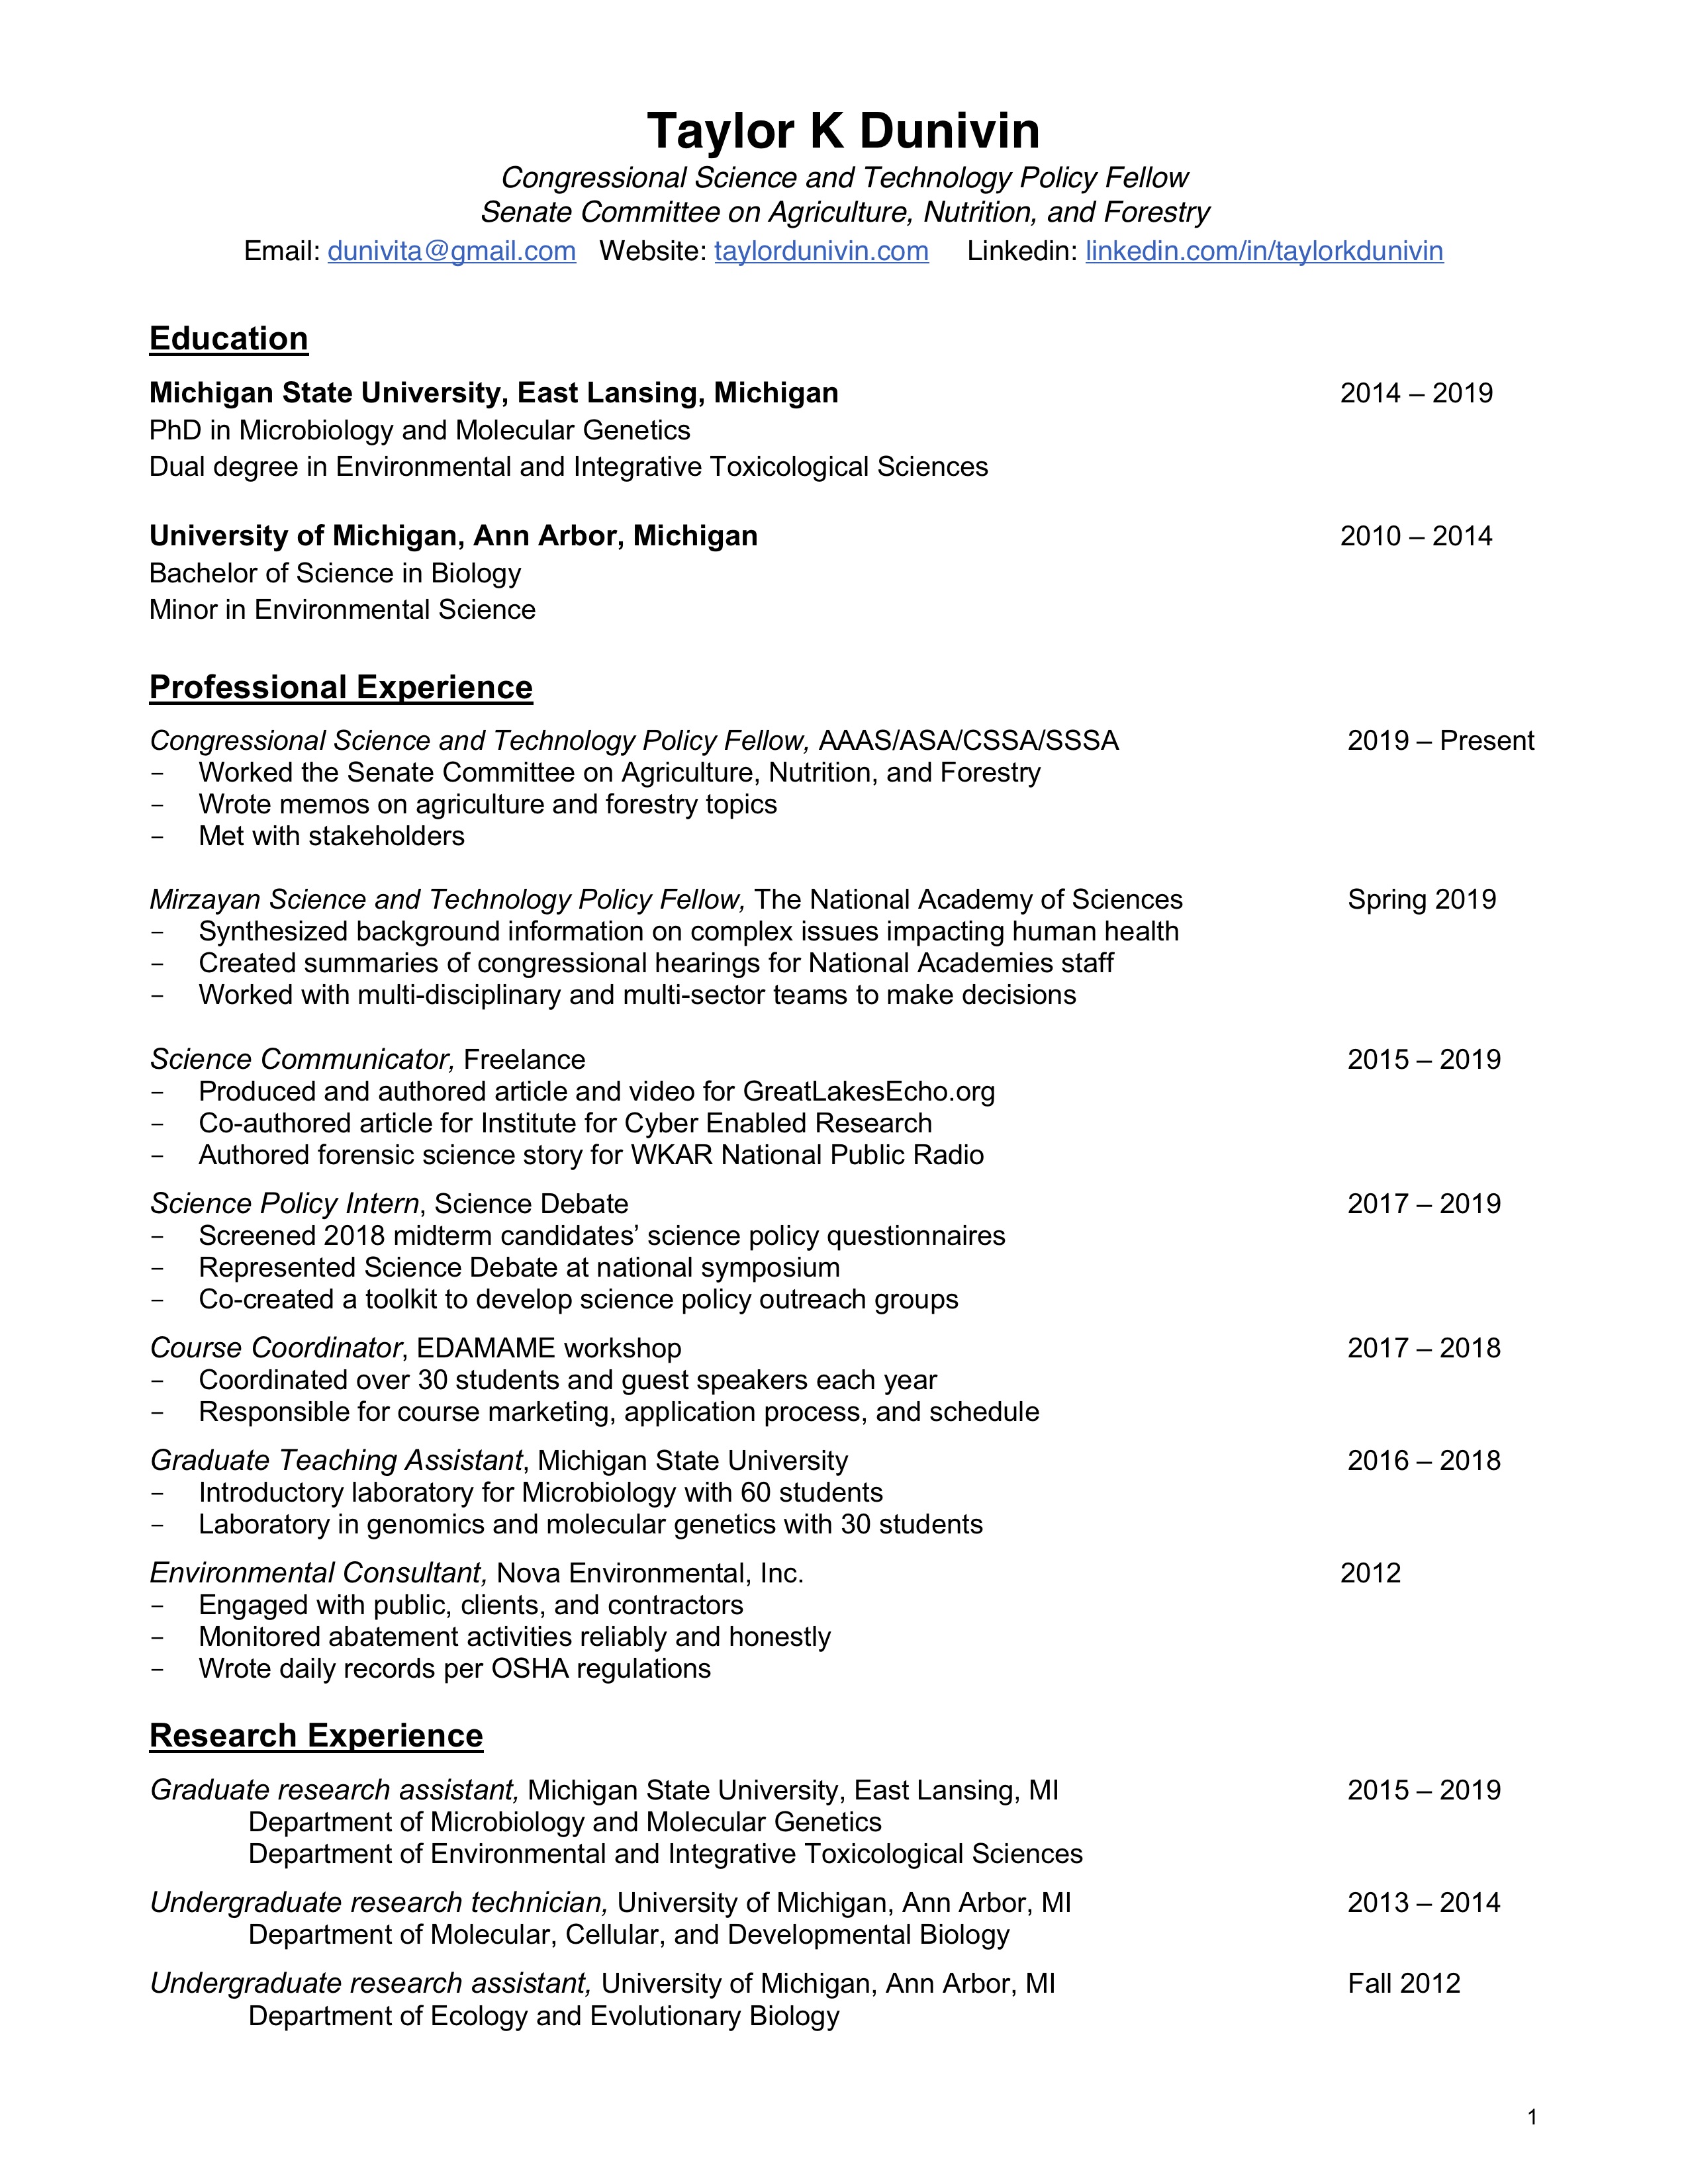 Taylor K Dunivin
Congressional Science and Technology Policy Fellow
Senate Committee on Agriculture, Nutrition, and Forestry
Email: dunivita@gmail.com Website: taylordunivin.com Linkedin: linkedin.com/in/taylorkdunivin
Education
Michigan State University, East Lansing, Michigan 2014 – 2019
PhD in Microbiology and Molecular Genetics
Dual degree in Environmental and Integrative Toxicological Sciences
University of Michigan, Ann Arbor, Michigan 2010 – 2014
Bachelor of Science in Biology
Minor in Environmental Science
Professional Experience
Congressional Science and Technology Policy Fellow, AAAS/ASA/CSSA/SSSA 2019 – Present
- Worked the Senate Committee on Agriculture, Nutrition, and Forestry
- Wrote memos on agriculture and forestry topics
- Met with stakeholders
Mirzayan Science and Technology Policy Fellow, The National Academy of Sciences Spring 2019
- Synthesized background information on complex issues impacting human health
- Created summaries of congressional hearings for National Academies staff
- Worked with multi-disciplinary and multi-sector teams to make decisions
Science Communicator, Freelance 2015 – 2019
- Produced and authored article and video for GreatLakesEcho.org
- Co-authored article for Institute for Cyber Enabled Research
- Authored forensic science story for WKAR National Public Radio
Science Policy Intern, Science Debate 2017 – 2019
- Screened 2018 midterm candidates’ science policy questionnaires
- Represented Science Debate at national symposium
- Co-created a toolkit to develop science policy outreach groups
Course Coordinator, EDAMAME workshop 2017 – 2018
- Coordinated over 30 students and guest speakers each year
- Responsible for course marketing, application process, and schedule
Graduate Teaching Assistant, Michigan State University 2016 – 2018
- Introductory laboratory for Microbiology with 60 students
- Laboratory in genomics and molecular genetics with 30 students
Environmental Consultant, Nova Environmental, Inc. 2012
- Engaged with public, clients, and contractors
- Monitored abatement activities reliably and honestly
- Wrote daily records per OSHA regulations
Research Experience
Graduate research assistant, Michigan State University, East Lansing, MI 2015 – 2019
Department of Microbiology and Molecular Genetics
Department of Environmental and Integrative Toxicological Sciences
Undergraduate research technician, University of Michigan, Ann Arbor, MI 2013 – 2014
Department of Molecular, Cellular, and Developmental Biology
Undergraduate research assistant, University of Michigan, Ann Arbor, MI Fall 2012
Department of Ecology and Evolutionary Biology
1